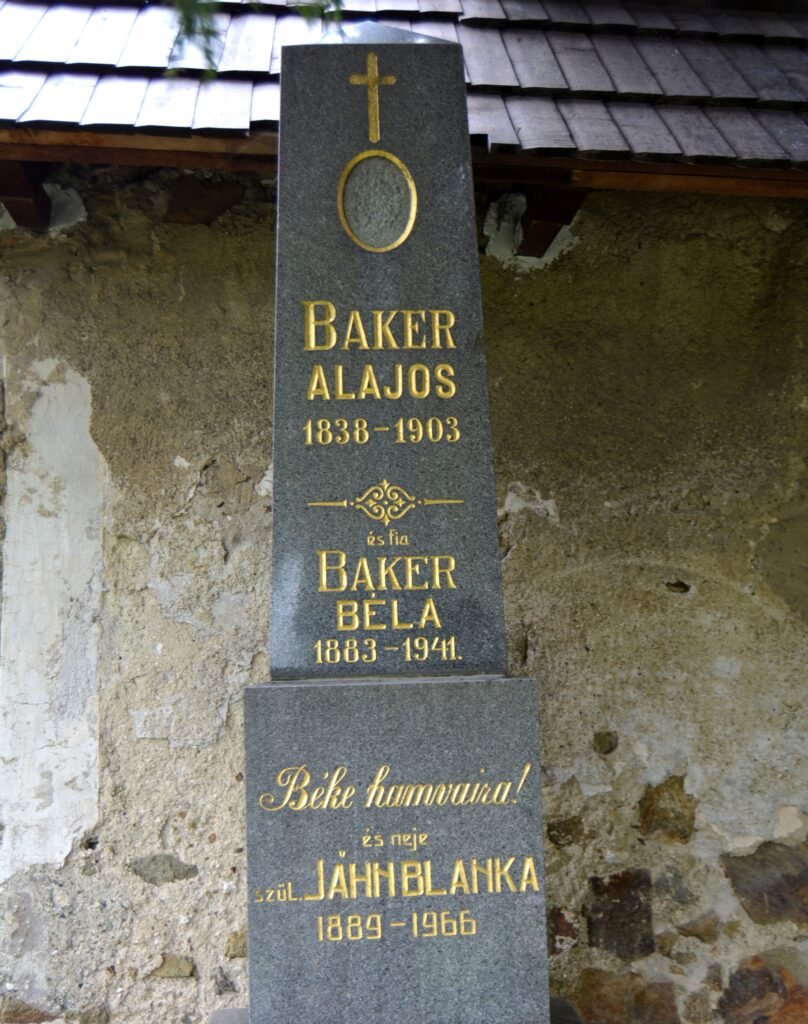 BAKER
ALAJOS
1838-1903
és fia
BAKER
BÉLA
1883-1941.
Béke hamvaira!
és neje
szül. JÄHN BLANKA
1889-1966